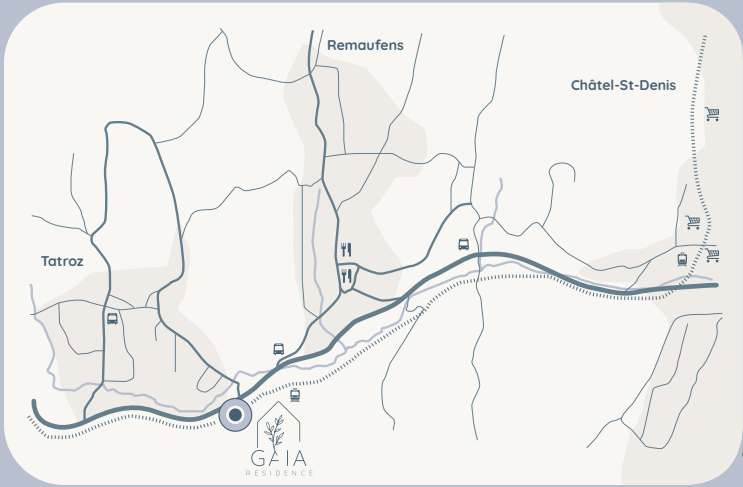 Remaufens
Châtel-St-Denis
Tatroz
GAIA
RESIDENCE